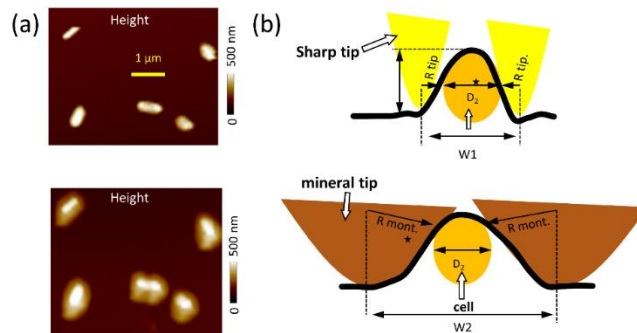 (a)
Height
1 µm
500 nm
0
Height
500 nm
0
(b)
Sharp tip
R tip
R tip.
D2
W1
mineral tip
R mont.
R mont.
D2
cell
W2